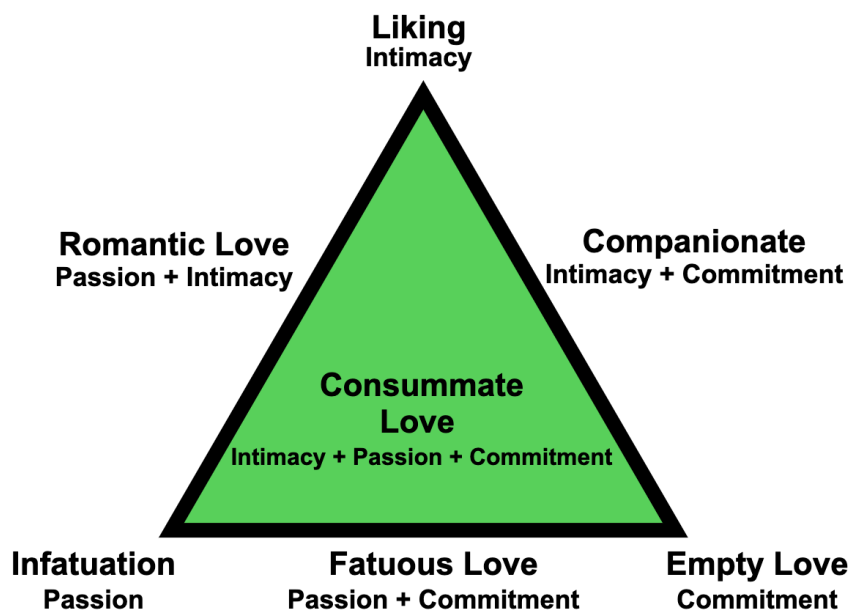 Liking
Intimacy
Romantic Love
Passion + Intimacy
Companionate
Intimacy + Commitment
Consummate
Love
Intimacy + Passion + Commitment
Infatuation
Passion
Fatuous Love
Passion + Commitment
Empty Love
Commitment